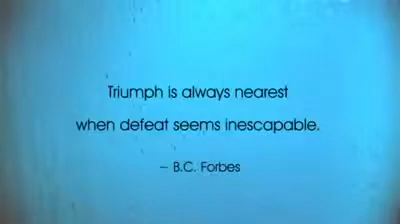 Triumph is always nearest
when defeat seems inescapable.
– B.C. Forbes